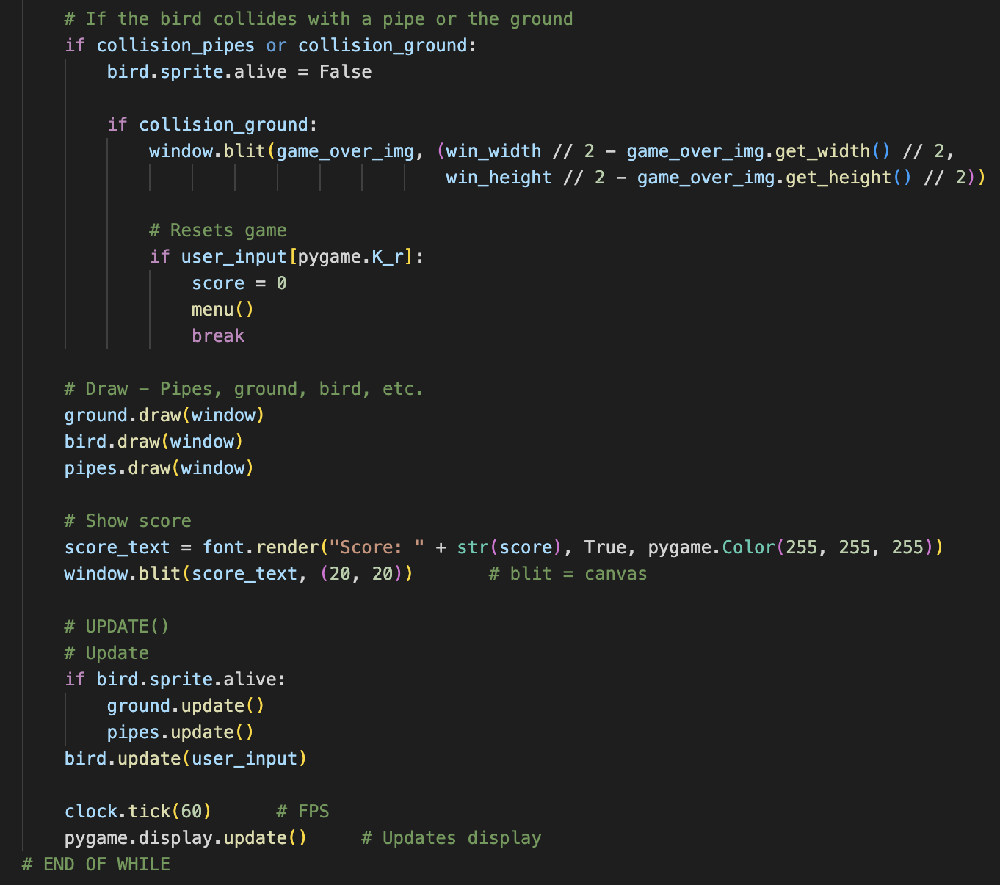 # If the bird collides with a pipe or the ground
if collision_pipes or collision_ground:
    bird.sprite.alive = False

    if collision_ground:
        window.blit(game_over_img, (win_width // 2 - game_over_img.get_width() // 2,
                                    win_height // 2 - game_over_img.get_height() // 2))

        # Resets game
        if user_input[pygame.K_r]:
            score = 0
            menu()
            break

# Draw - Pipes, ground, bird, etc.
ground.draw(window)
bird.draw(window)
pipes.draw(window)

# Show score
score_text = font.render("Score: " + str(score), True, pygame.Color(255, 255, 255))
window.blit(score_text, (20, 20))       # blit = canvas

# UPDATE()
# Update
if bird.sprite.alive:
    ground.update()
    pipes.update()
bird.update(user_input)

clock.tick(60)      # FPS
pygame.display.update()     # Updates display
# END OF WHILE